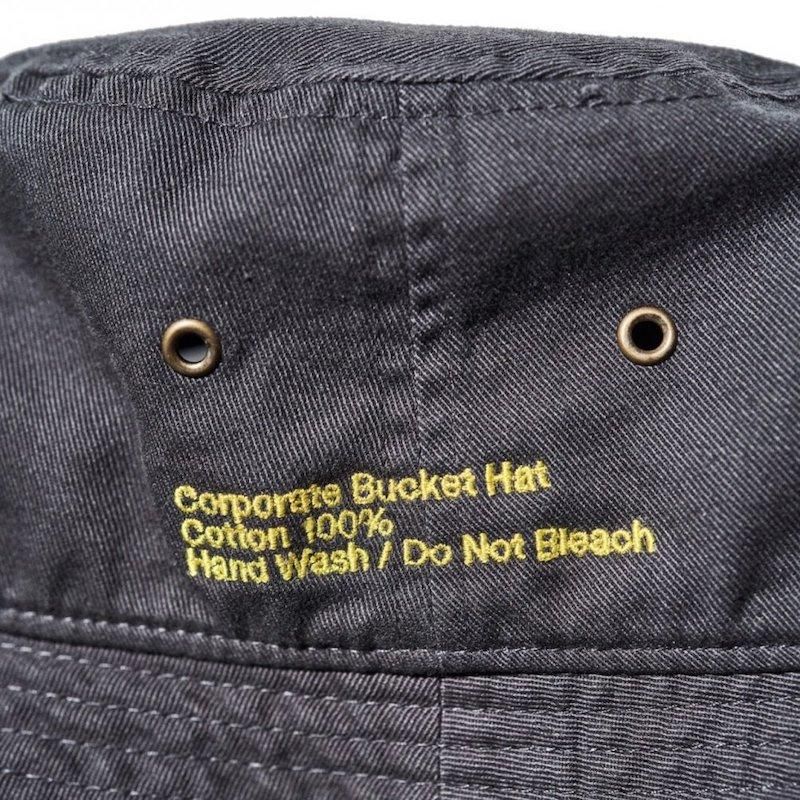 Corporate Bucket Hat
Cotton 100%
Hand Wash / Do Not Bleach